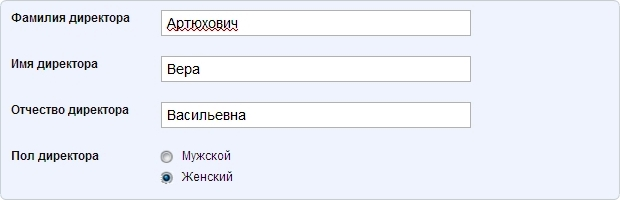 Фамилия директора Артюхович
Имя директора Вера
Отчество директора Васильевна
Пол директора Мужской
Женский